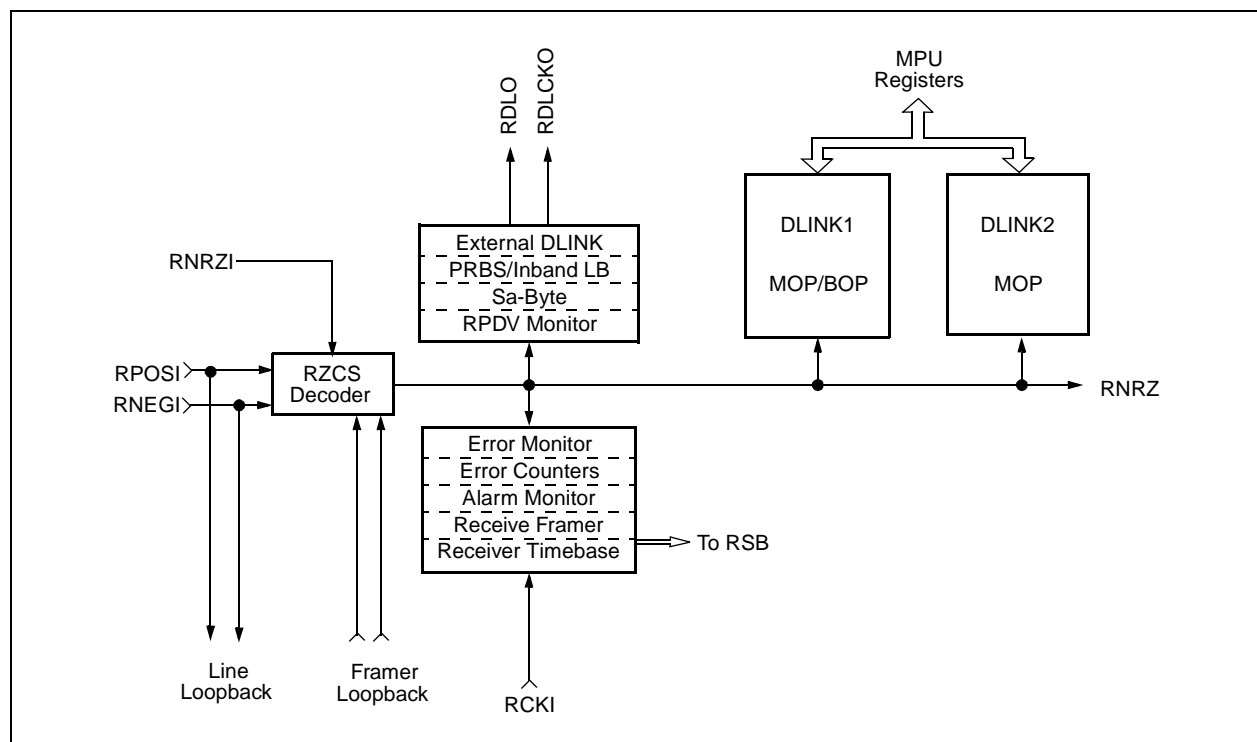 MPU
Registers
RDLO
RDLCKO
DLINK1
MOP/BOP
DLINK2
MOP
External DLINK
PRBS/Inband LB
Sa-Byte
RPDV Monitor
RNRZI
RPOSI
RNEGI
RZCS
Decoder
RNRZ
Error Monitor
Error Counters
Alarm Monitor
Receive Framer
Receiver Timebase
To RSB
Line
Loopback
Framer
Loopback
RCKI